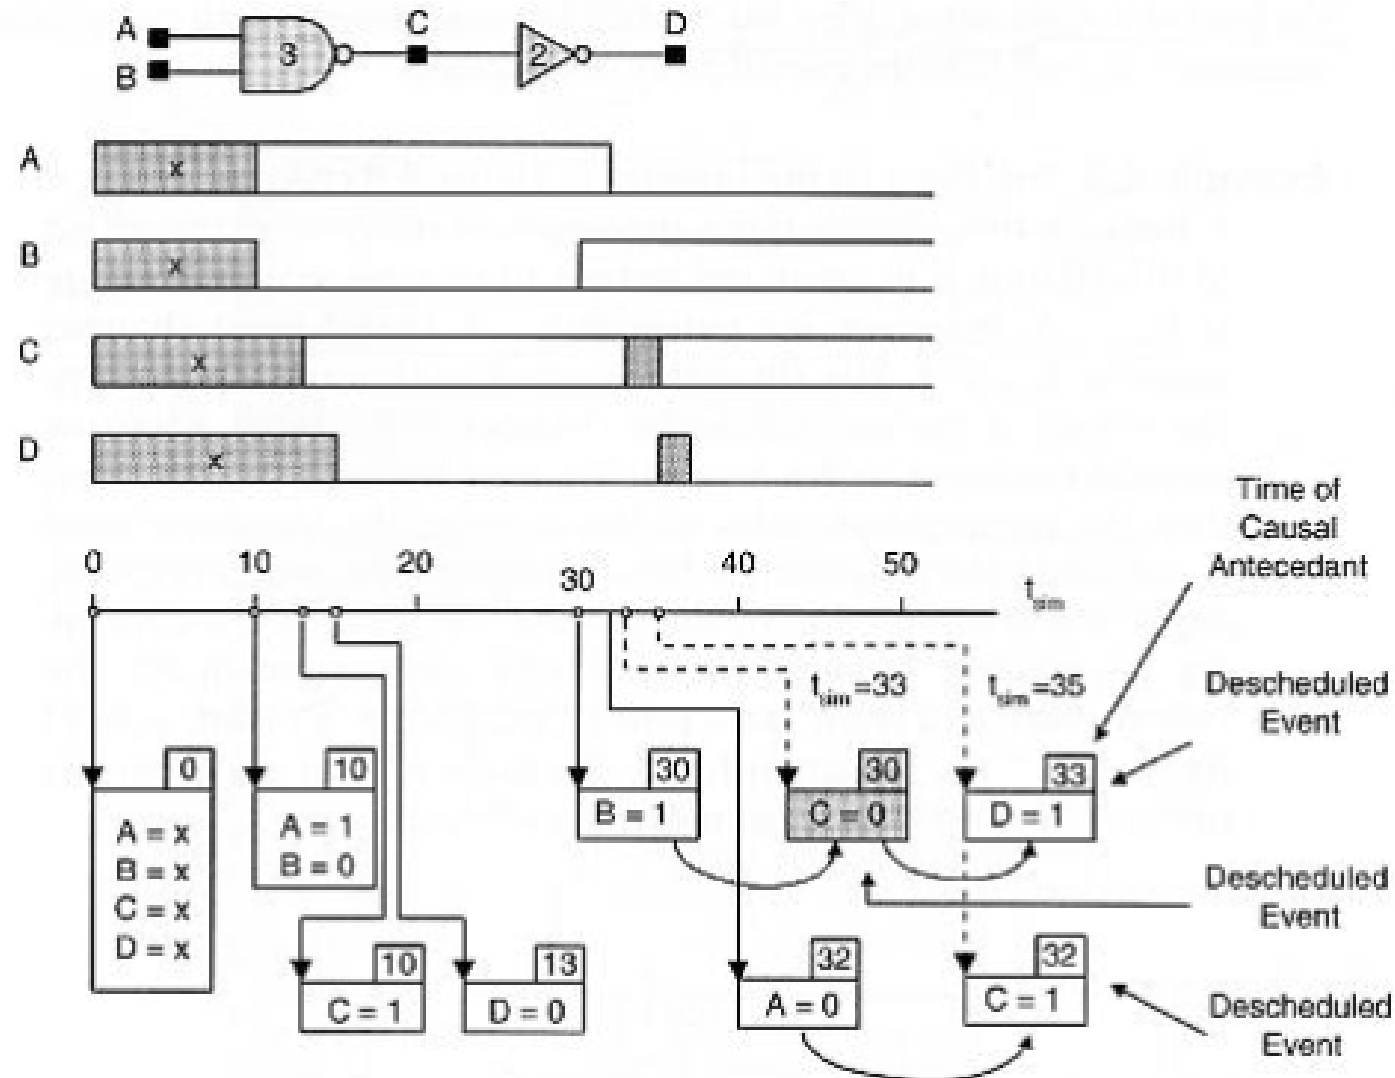 A
B
3
C
2
D
A
x
B
x
C
x
D
x
Time of
Causal
Antecedant
0
10
20
30
40
50
t sim
t sim =33
t sim =35
Descheduled
Event
0
A = x
B = x
C = x
D = x
10
A = 1
B = 0
30
B = 1
30
C = 0
33
D = 1
Descheduled
Event
10
C = 1
13
D = 0
32
A = 0
32
C = 1
Descheduled
Event